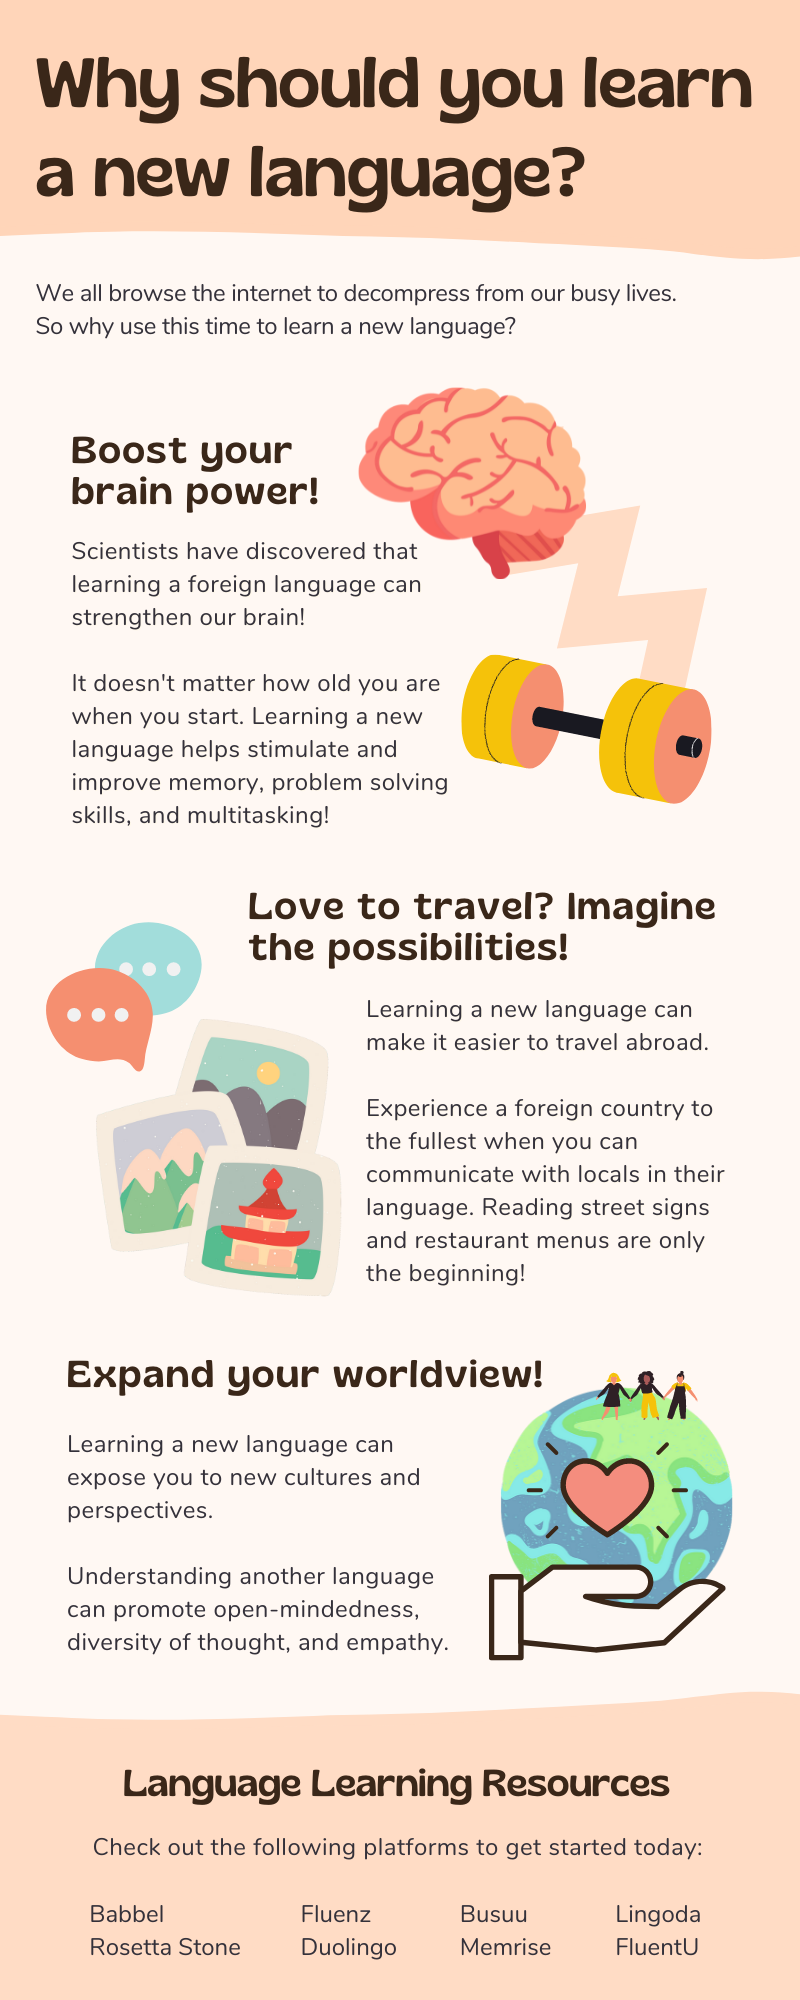 Why should you learn
a new language?
We all browse the internet to decompress from our busy lives.
So why use this time to learn a new language?
Boost your
brain power!
Scientists have discovered that
learning a foreign language can
strengthen our brain!
It doesn't matter how old you are
when you start. Learning a new
language helps stimulate and
improve memory, problem solving
skills, and multitasking!
Love to travel? Imagine
the possibilities!
Learning a new language can
make it easier to travel abroad.
Experience a foreign country to
the fullest when you can
communicate with locals in their
language. Reading street signs
and restaurant menus are only
the beginning!
Expand your worldview!
Learning a new language can
expose you to new cultures and
perspectives.
Understanding another language
can promote open-mindedness,
diversity of thought, and empathy.
Language Learning Resources
Check out the following platforms to get started today:
Babbel Fluenz Busuu Lingoda
Rosetta Stone Duolingo Memrise FluentU